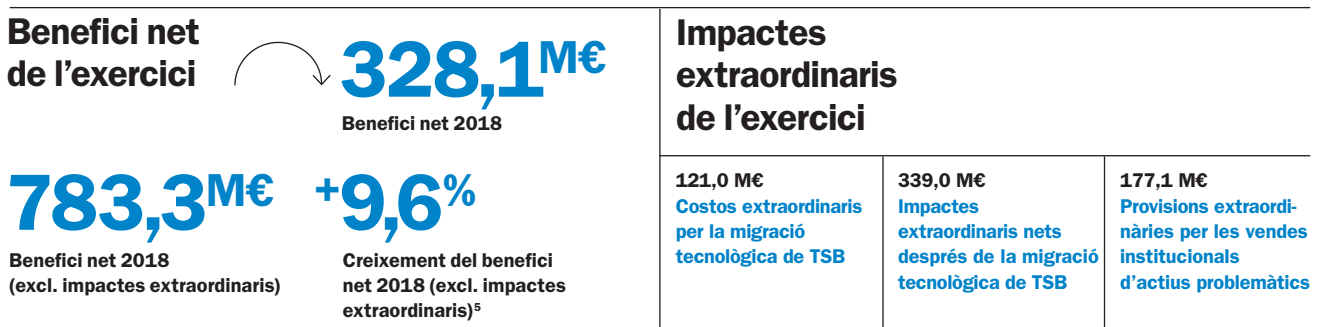 Benefici net
de l’exercici
328,1M€
Benefici net 2018
783,3M€
Benefici net 2018
(excl. impactes extraordinaris)
+9,6%
Creixement del benefici
net 2018 (excl. impactes
extraordinaris)⁵
Impactes
extraordinaris
de l’exercici
121,0 M€
Costos extraordinaris
per la migració
tecnològica de TSB
339,0 M€
Impactes
extraordinaris nets
després de la migració
tecnològica de TSB
177,1 M€
Provisions extraordi-
nàries per les vendes
institucionals
d’actius problemàtics